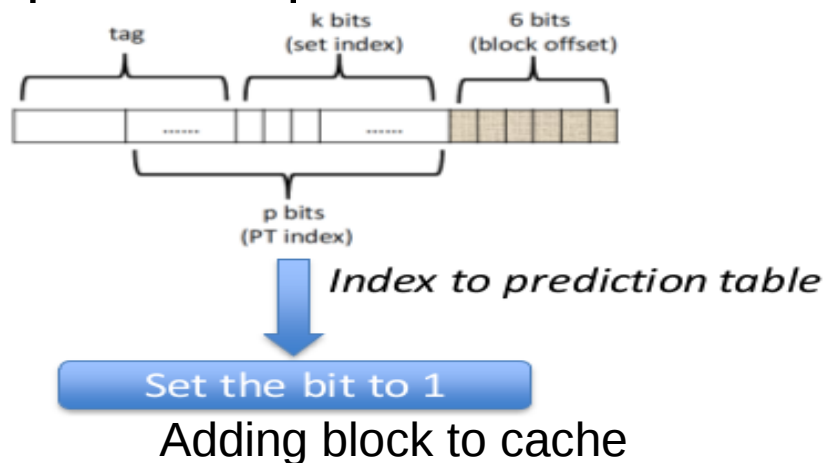 k bits
6 bits
tag
(set index)
(block offset)
......
......
p bits
(PT index)
Index to prediction table
Set the bit to 1
Adding block to cache